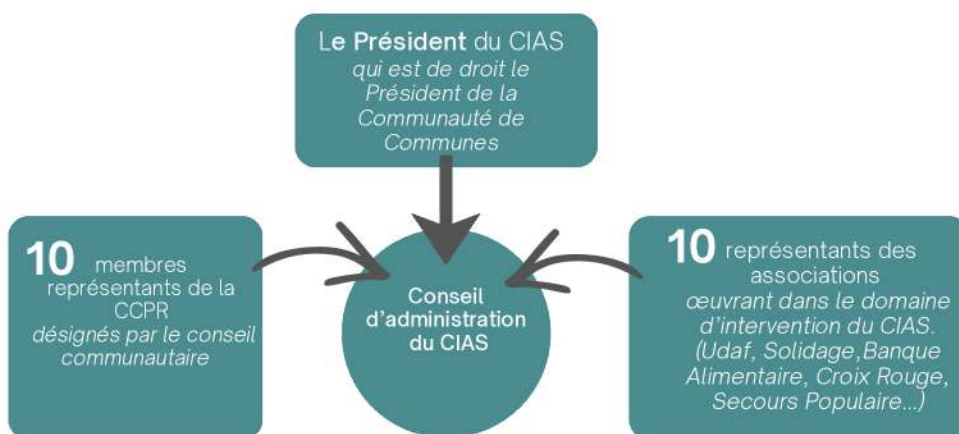 Le Président du CIAS
qui est de droit le
Président de la
Communauté de
Communes
10 membres
représentants de la
CCPR
désignés par le conseil
communautaire
Conseil
d'administration
du CIAS
10 représentants des
associations
œuvrant dans le domaine
d'intervention du CIAS.
(Udaf, Solidage,Banque
Alimentaire, Croix Rouge,
Secours Populaire...)